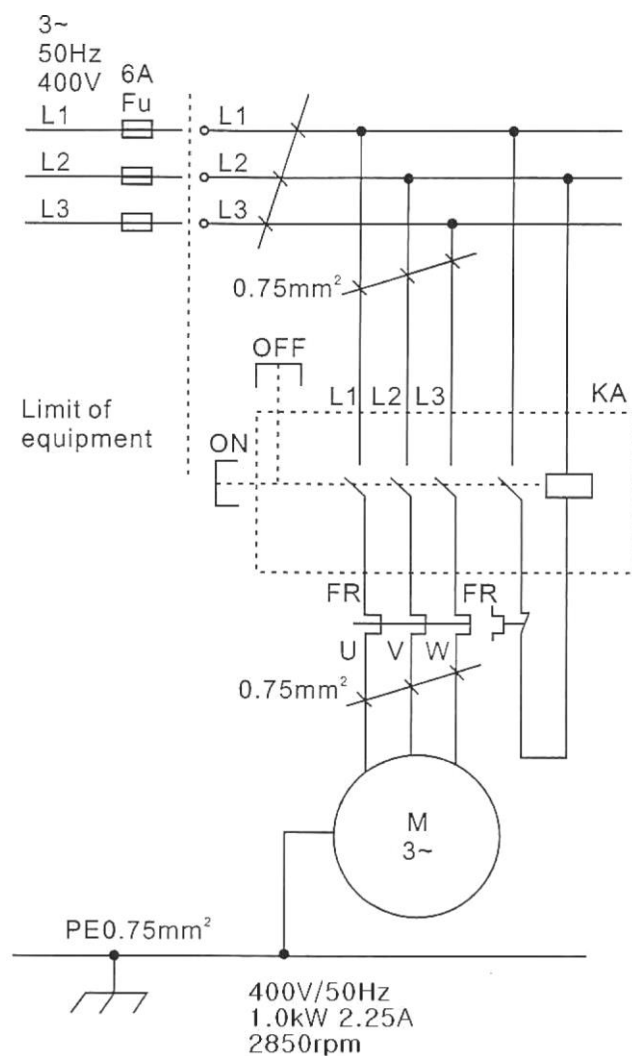 3~
50Hz
400V
6A
Fu
L1
L1
L2
L2
L3
L3
0.75mm²
OFF
L1 L2 L3
KA
Limit of
equipment
ON
FR
FR
U V W
0.75mm²
M
3~
PE0.75mm²
400V/50Hz
1.0kW 2.25A
2850rpm